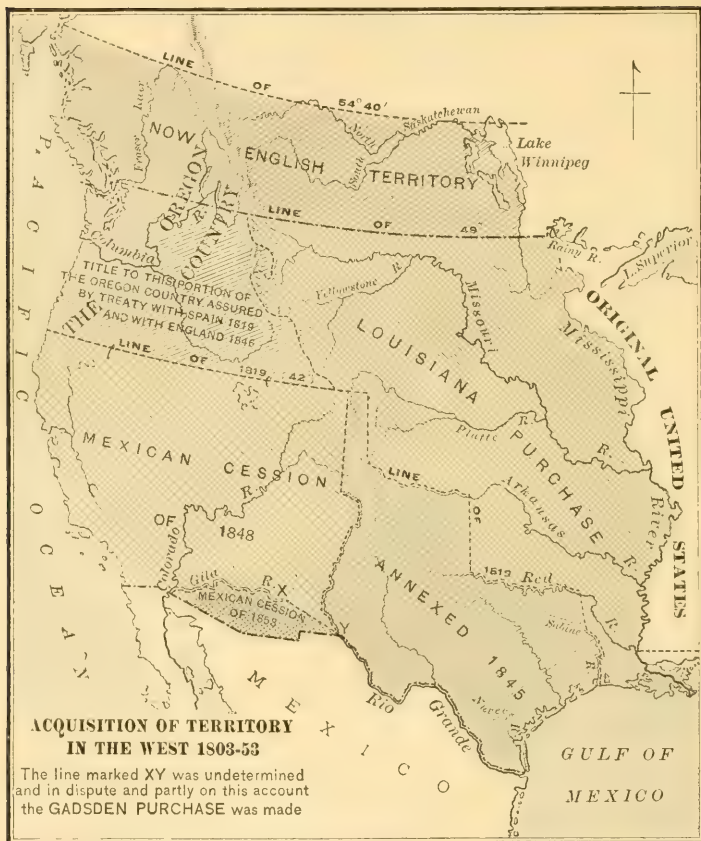 LINE OF 54° 40'
NOW ENGLISH TERRITORY
Fraser River
North
South
Saskatchewan
Lake
Winnipeg
PACIFIC OCEAN
THE OREGON COUNTRY
LINE OF 49°
Columbia R.
Rainy R.
L. Superior
TITLE TO THIS PORTION OF
THE OREGON COUNTRY ASSURED
BY TREATY WITH SPAIN 1819
AND WITH ENGLAND 1846
Yellowstone R.
Missouri R.
ORIGINAL UNITED STATES
Mississippi River
LOUISIANA PURCHASE
LINE OF 1819 (42)
Platte R.
MEXICAN CESSION
OF 1848
Colorado R.
LINE OF 1819
Arkansas R.
Red R.
ANNEXED 1845
Sabine R.
Gila R.
X
MEXICAN CESSION
OF 1853
Y
Rio Grande
Nueces R.
MEXICO
GULF OF
MEXICO
ACQUISITION OF TERRITORY
IN THE WEST 1803-53
The line marked XY was undetermined
and in dispute and partly on this account
the GADSDEN PURCHASE was made